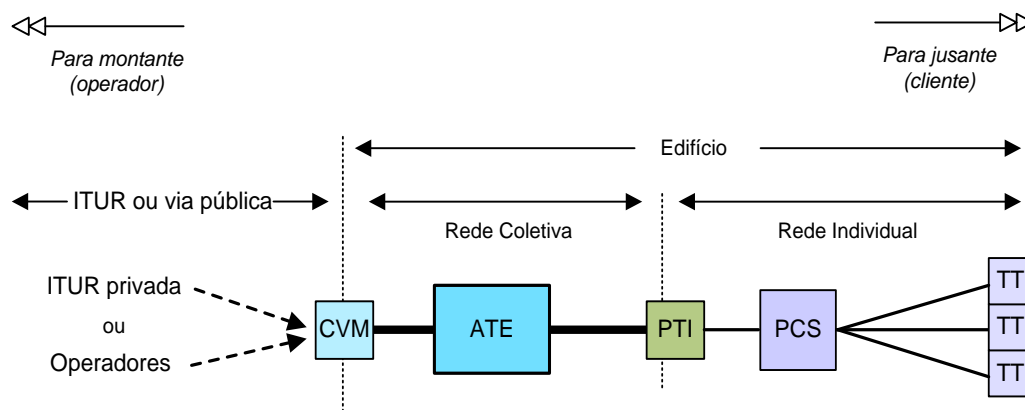 Para montante
(operador)
Para jusante
(cliente)
Edifício
ITUR ou via pública
Rede Coletiva
Rede Individual
ITUR privada
ou
Operadores
CVM
ATE
PTI
PCS
TT
TT
TT